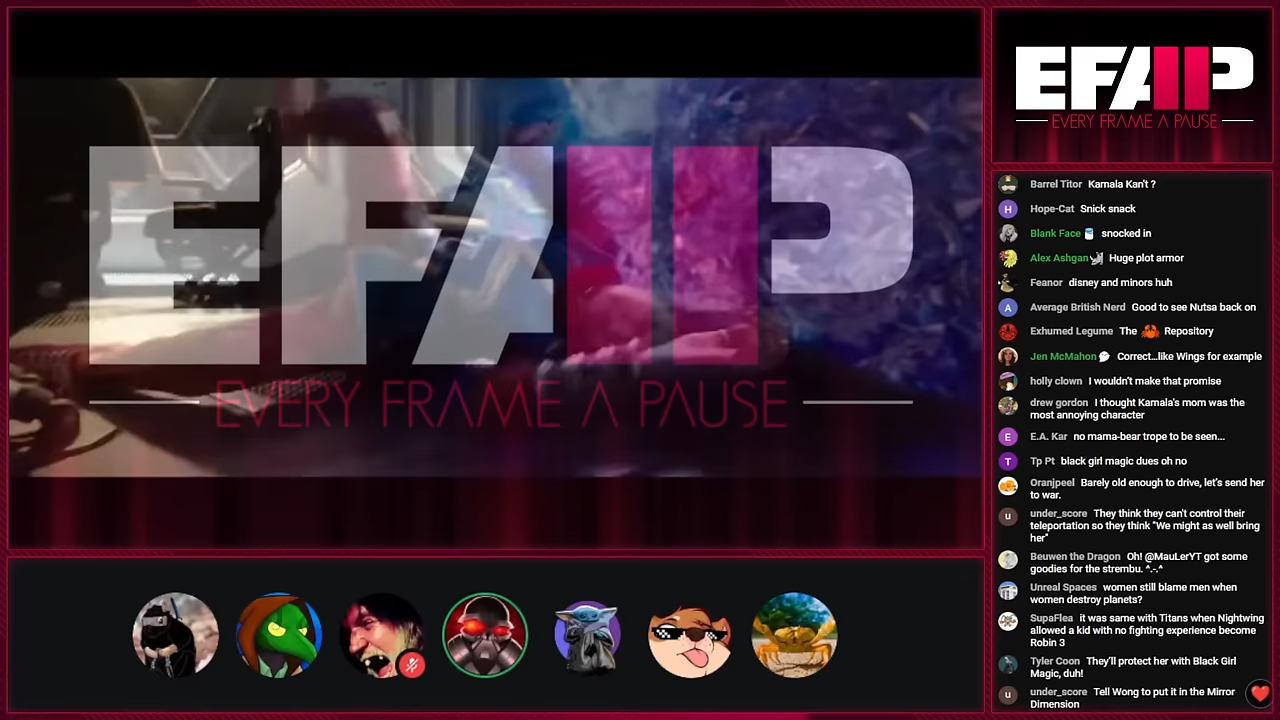 EFAP
EVERY FRAME A PAUSE
EFAP
EVERY FRAME A PAUSE
Barrel Titor Kamala Kan't ?
H
Hope-Cat Snick snack
Blank Face snocked in
Alex Ashgan Huge plot armor
Feanor disney and minors huh
A
Average British Nerd Good to see Nutsa back on
Exhumed Legume The Repository
Jen McMahon Correct...like Wings for example
holly clown I wouldn't make that promise
drew gordon I thought Kamala's mom was the
most annoying character
E
E.A. Kar no mama-bear trope to be seen...
T
Tp Pt black girl magic dues oh no
Oranjpeel Barely old enough to drive, let's send her
to war.
u
under_score They think they can't control their
teleportation so they think "We might as well bring
her"
Beuwen the Dragon Oh! @MauLerYT got some
goodies for the strembu. ^.-.^
Unreal Spaces women still blame men when
women destroy planets?
SupaFlea it was same with Titans when Nightwing
allowed a kid with no fighting experience become
Robin 3
Tyler Coon They'll protect her with Black Girl
Magic, duh!
u
under_score Tell Wong to put it in the Mirror
Dimension